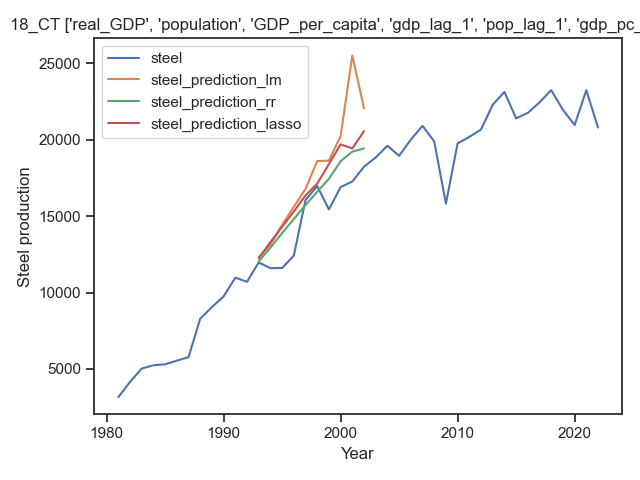 18_CT ['real_GDP', 'population', 'GDP_per_capita', 'gdp_lag_1', 'pop_lag_1', 'gdp_pc_
25000
20000
15000
10000
5000
Steel production
steel
steel_prediction_lm
steel_prediction_rr
steel_prediction_lasso
1980
1990
2000
2010
2020
Year